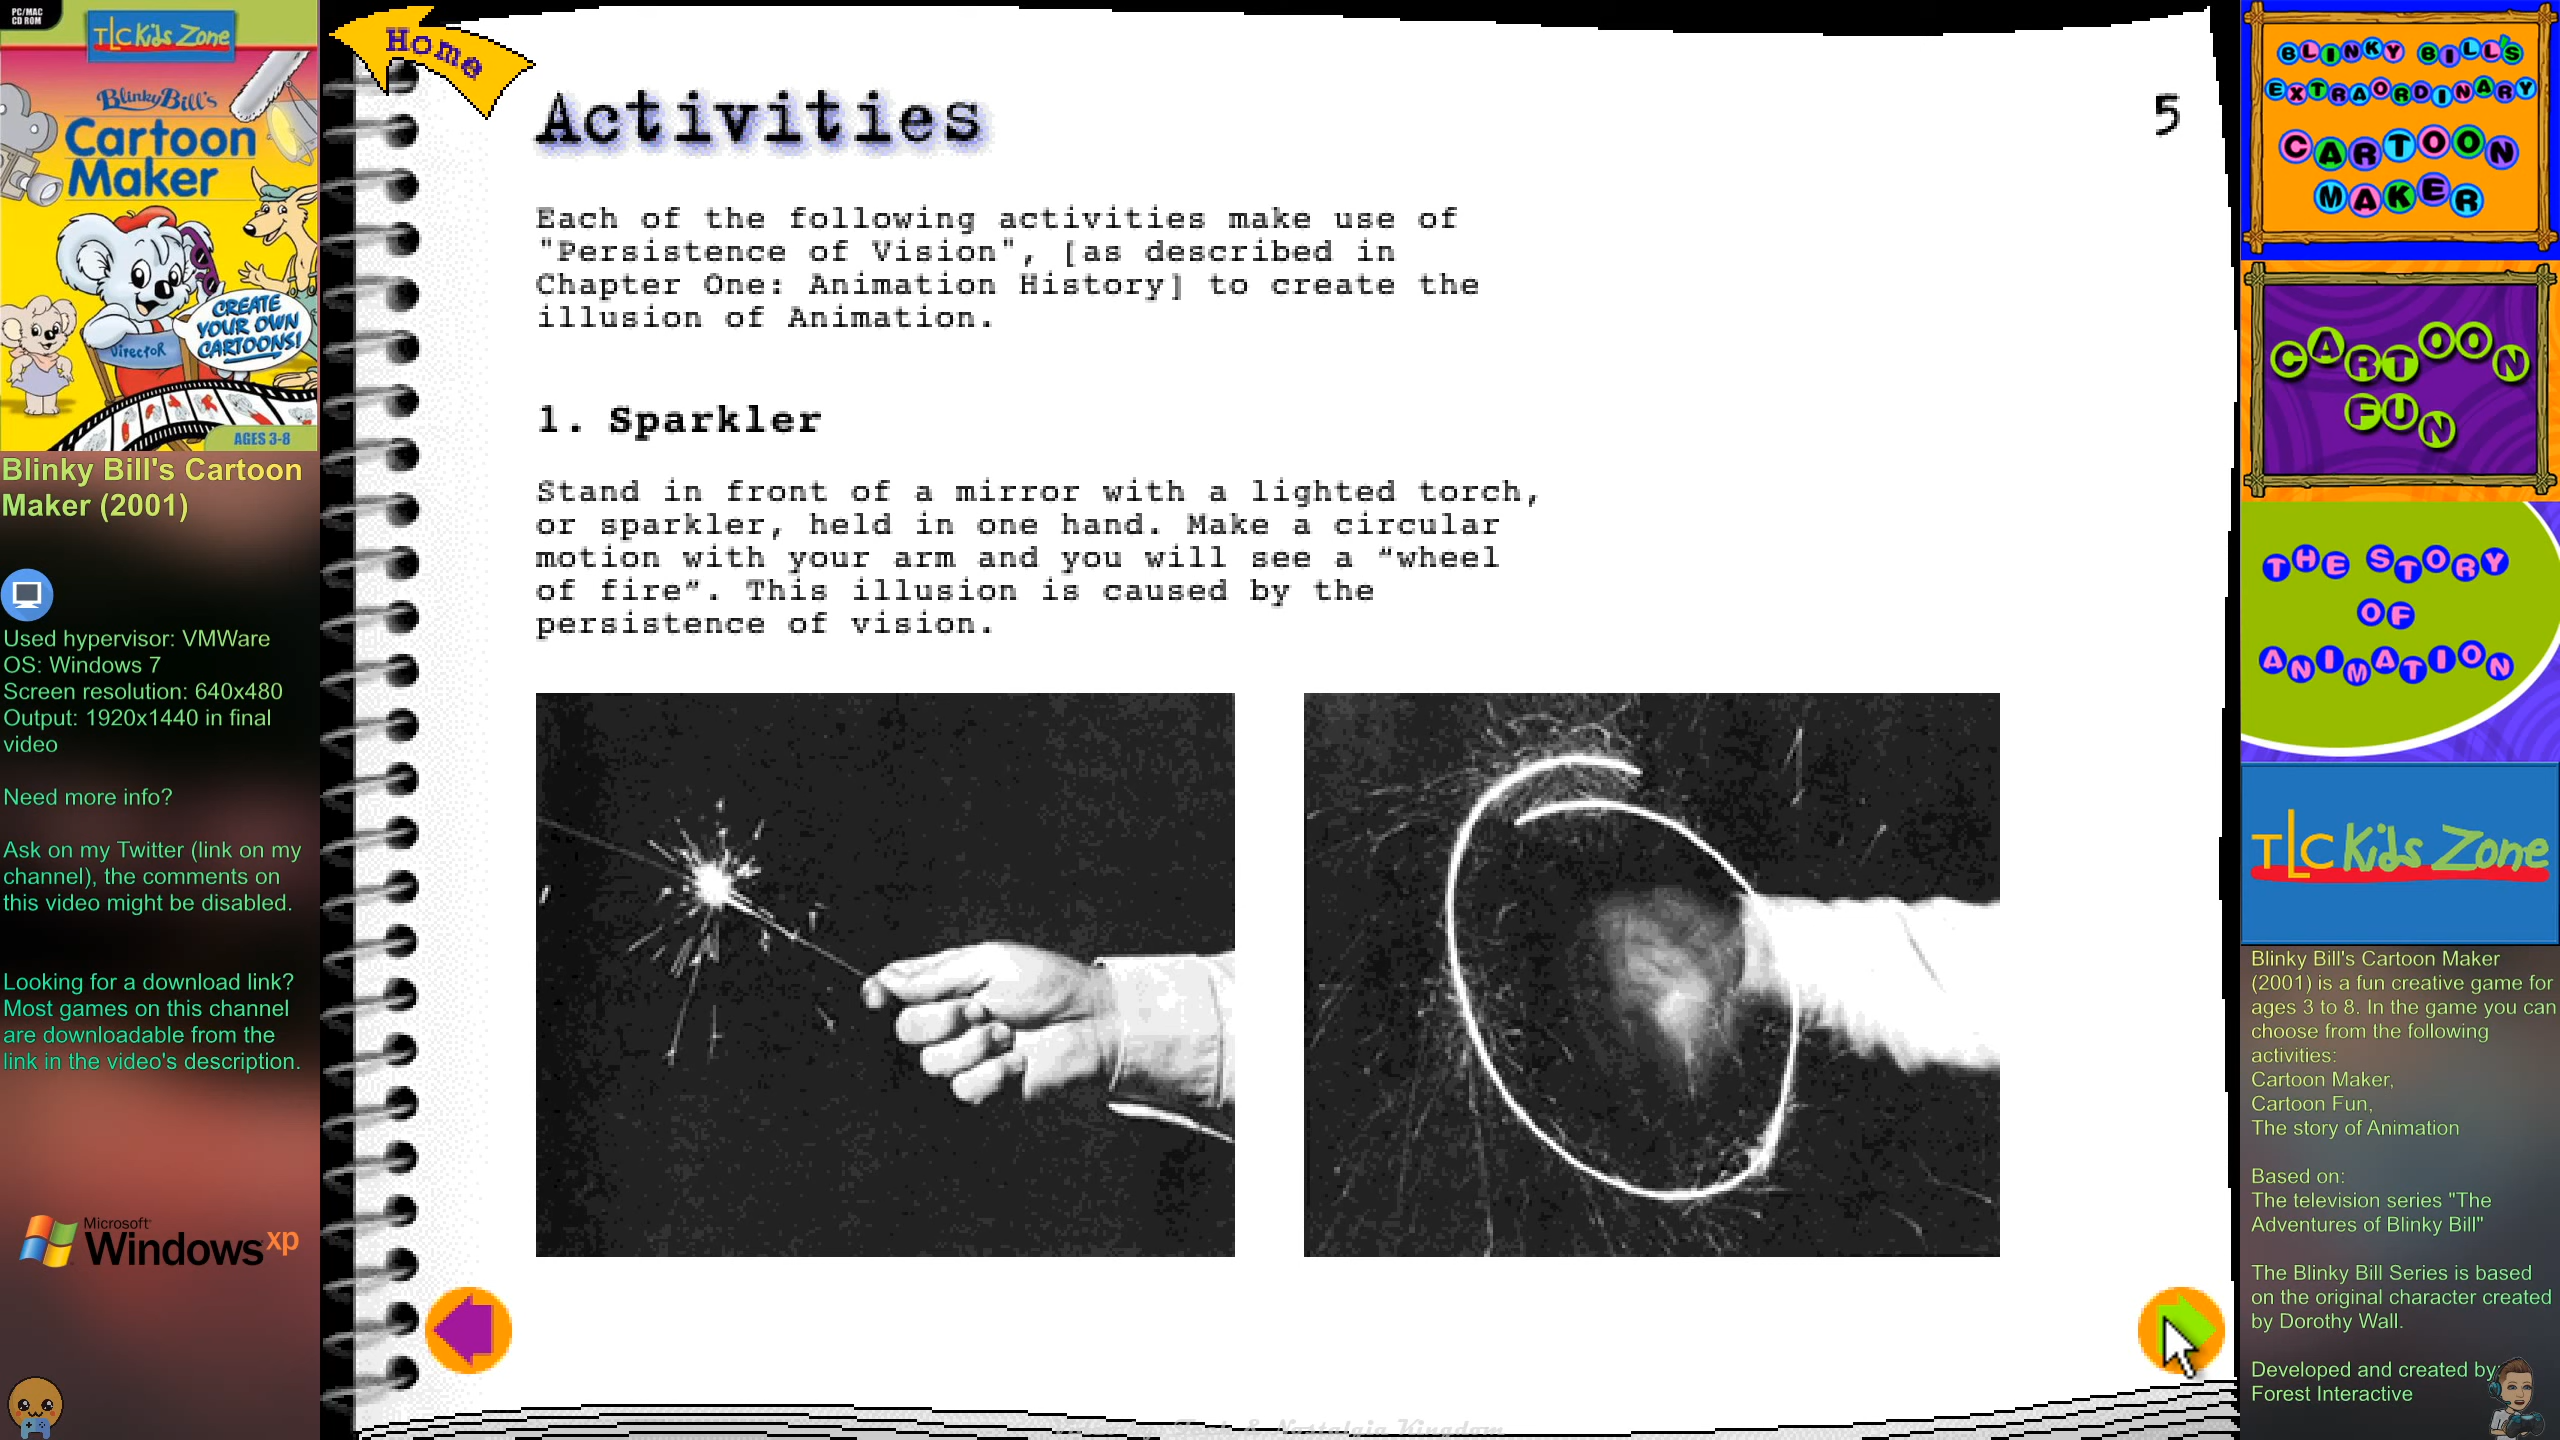 PC/MAC
CD ROM
TLC Kids Zone
Blinky Bill's
Cartoon
Maker
CREATE
YOUR OWN
CARTOONS!
DIRECTOR
AGES 3-8
Blinky Bill's Cartoon
Maker (2001)
Used hypervisor: VMWare
OS: Windows 7
Screen resolution: 640x480
Output: 1920x1440 in final
video
Need more info?
Ask on my Twitter (link on my
channel), the comments on
this video might be disabled.
Looking for a download link?
Most games on this channel
are downloadable from the
link in the video's description.
Microsoft
Windows xp
Home
Activities
5
Each of the following activities make use of
"Persistence of Vision", [as described in
Chapter One: Animation History] to create the
illusion of Animation.
1. Sparkler
Stand in front of a mirror with a lighted torch,
or sparkler, held in one hand. Make a circular
motion with your arm and you will see a “wheel
of fire”. This illusion is caused by the
persistence of vision.
& Nostalgia Kingdom
BLINKY BILL'S
EXTRAORDINARY
CARTOON
MAKER
CARTOON
FUN
THE STORY
OF
ANIMATION
TLC Kids Zone
Blinky Bill's Cartoon Maker
(2001) is a fun creative game for
ages 3 to 8. In the game you can
choose from the following
activities:
Cartoon Maker,
Cartoon Fun,
The story of Animation
Based on:
The television series "The
Adventures of Blinky Bill"
The Blinky Bill Series is based
on the original character created
by Dorothy Wall.
Developed and created by:
Forest Interactive